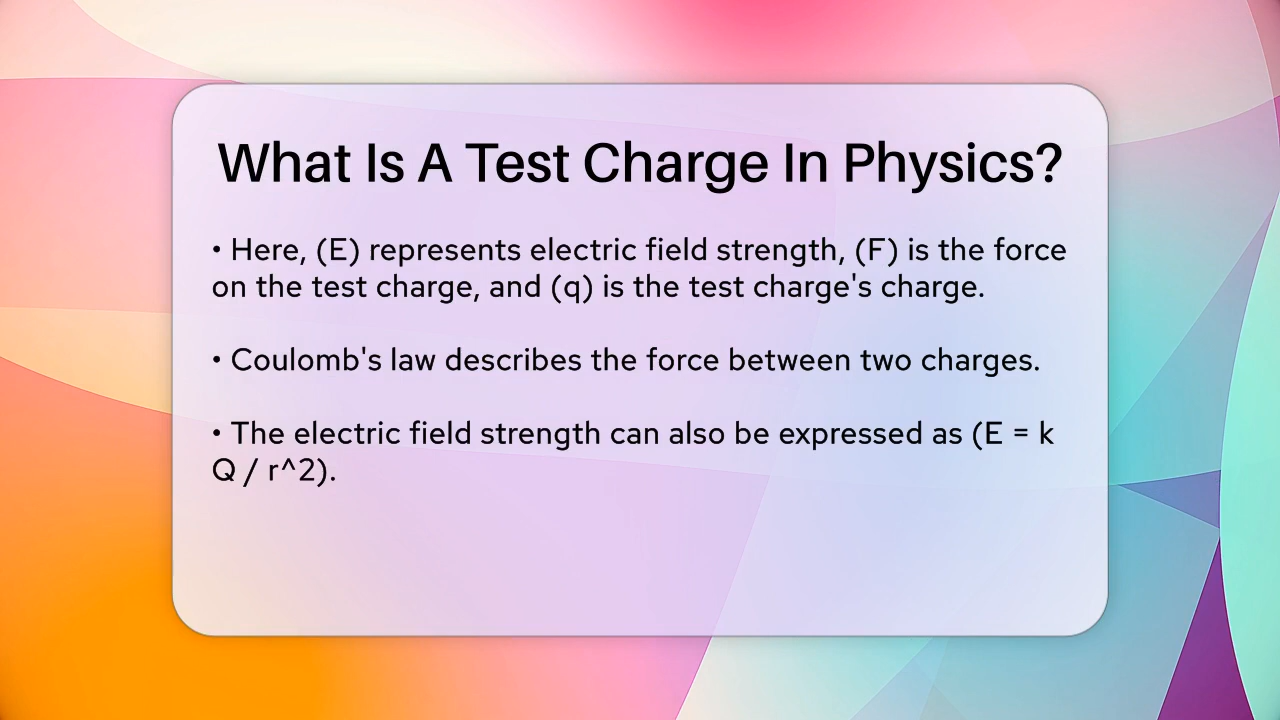 What Is A Test Charge In Physics?
• Here, (E) represents electric field strength, (F) is the force
on the test charge, and (q) is the test charge's charge.
• Coulomb's law describes the force between two charges.
• The electric field strength can also be expressed as (E = k
Q / r^2).